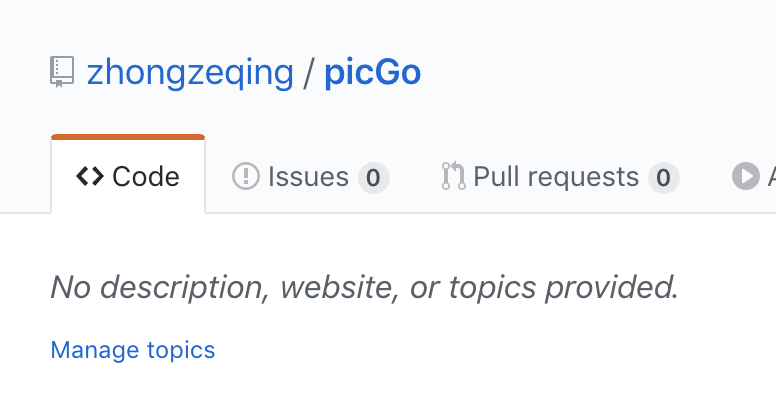 zhongzeqing / picGo
Code Issues 0 Pull requests 0
No description, website, or topics provided.
Manage topics